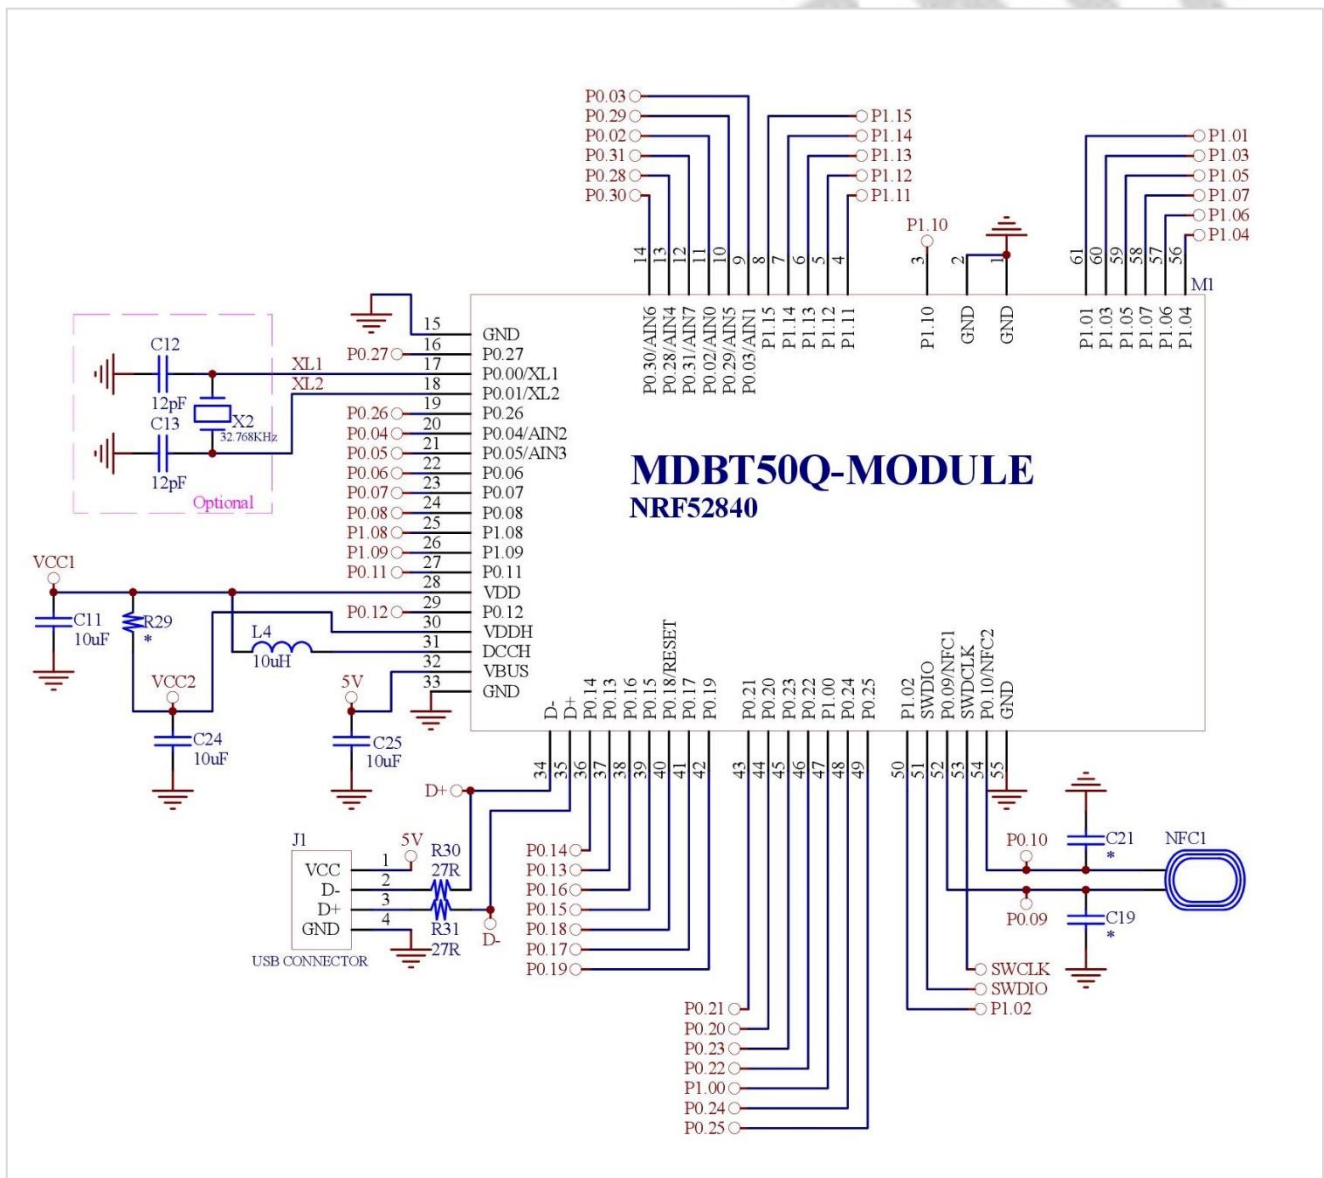 P0.03
P0.29
P0.02
P0.31
P0.28
P0.30
P1.15
P1.14
P1.13
P1.12
P1.11
P1.10
P1.01
P1.03
P1.05
P1.07
P1.06
P1.04
14
13
12
11
10
9
8
7
6
5
4
3
2
1
61
60
59
58
57
56
M1
P0.30/AIN6
P0.28/AIN4
P0.31/AIN7
P0.02/AIN0
P0.29/AIN5
P0.03/AIN1
P1.15
P1.14
P1.13
P1.12
P1.11
P1.10
GND
GND
P1.01
P1.03
P1.05
P1.07
P1.06
P1.04
15 GND
P0.27 16 P0.27
XL1 17 P0.00/XL1
XL2 18 P0.01/XL2
P0.26 19 P0.26
P0.04 20 P0.04/AIN2
P0.05 21 P0.05/AIN3
P0.06 22 P0.06
P0.07 23 P0.07
P0.08 24 P0.08
P1.08 25 P1.08
P1.09 26 P1.09
P0.11 27 P0.11
28 VDD
P0.12 29 P0.12
30 VDDH
31 DCCH
32 VBUS
33 GND
C12
12pF
C13
12pF
X2
32.768KHz
Optional
MDBT50Q-MODULE
NRF52840
VCC1
C11
10uF
R29
*
L4
10uH
VCC2
C24
10uF
5V
C25
10uF
D-
D+
P0.14
P0.13
P0.16
P0.15
P0.18/RESET
P0.17
P0.19
P0.21
P0.20
P0.23
P0.22
P1.00
P0.24
P0.25
P1.02
SWDIO
P0.09/NFC1
SWDCLK
P0.10/NFC2
GND
34
35
36
37
38
39
40
41
42
43
44
45
46
47
48
49
50
51
52
53
54
55
D+
J1
5V
VCC 1
D- 2
D+ 3
GND 4
USB CONNECTOR
R30
27R
R31
27R
D-
P0.14
P0.13
P0.16
P0.15
P0.18
P0.17
P0.19
P0.21
P0.20
P0.23
P0.22
P1.00
P0.24
P0.25
P0.10
P0.09
C21
*
C19
*
NFC1
SWCLK
SWDIO
P1.02